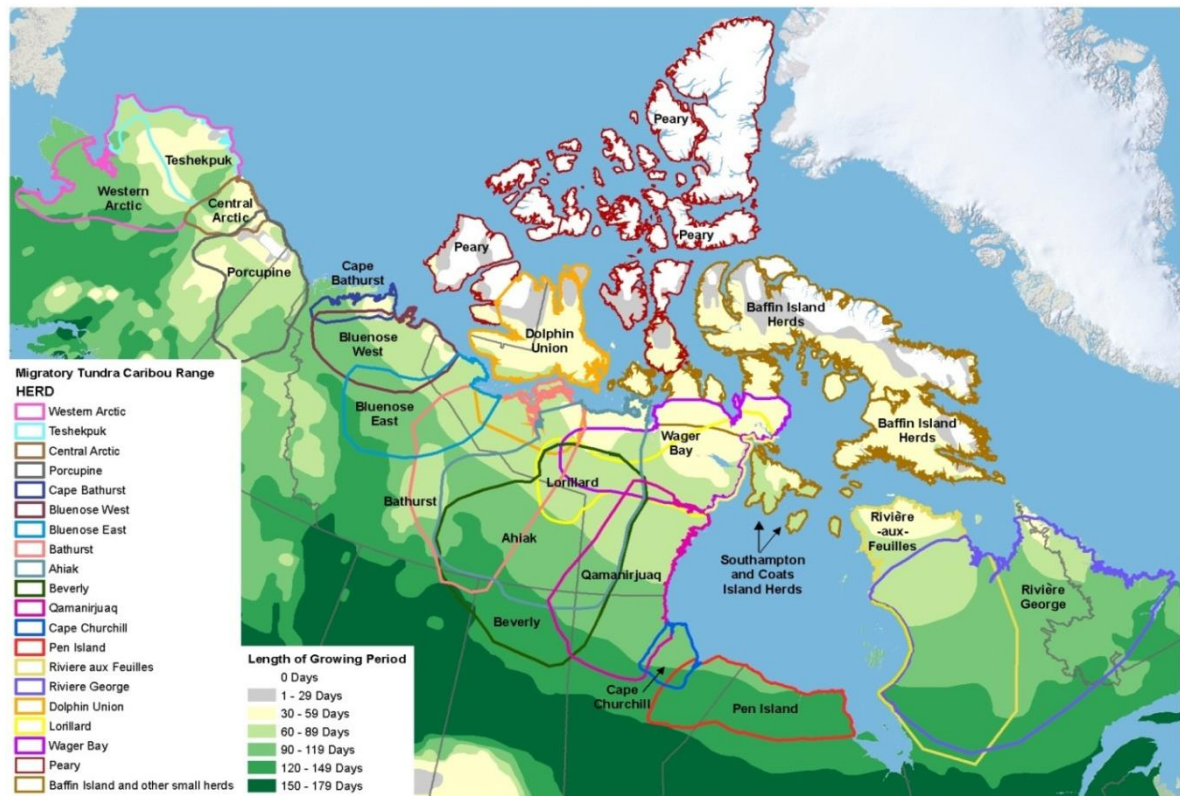 Teshekpuk
Western
Arctic
Central
Arctic
Porcupine
Cape
Bathurst
Bluenose
West
Bluenose
East
Peary
Peary
Peary
Dolphin
Union
Baffin Island
Herds
Baffin Island
Herds
Wager
Bay
Lorillard
Bathurst
Ahiak
Qamanirjuaq
Beverly
Southampton
and Coats
Island Herds
Rivière
-aux-
Feuilles
Rivière
George
Cape
Churchill
Pen Island
Migratory Tundra Caribou Range
HERD
Western Arctic
Teshekpuk
Central Arctic
Porcupine
Cape Bathurst
Bluenose West
Bluenose East
Bathurst
Ahiak
Beverly
Qamanirjuaq
Cape Churchill
Pen Island
Riviere aux Feuilles
Riviere George
Dolphin Union
Lorillard
Wager Bay
Peary
Baffin Island and other small herds
Length of Growing Period
0 Days
1 - 29 Days
30 - 59 Days
60 - 89 Days
90 - 119 Days
120 - 149 Days
150 - 179 Days